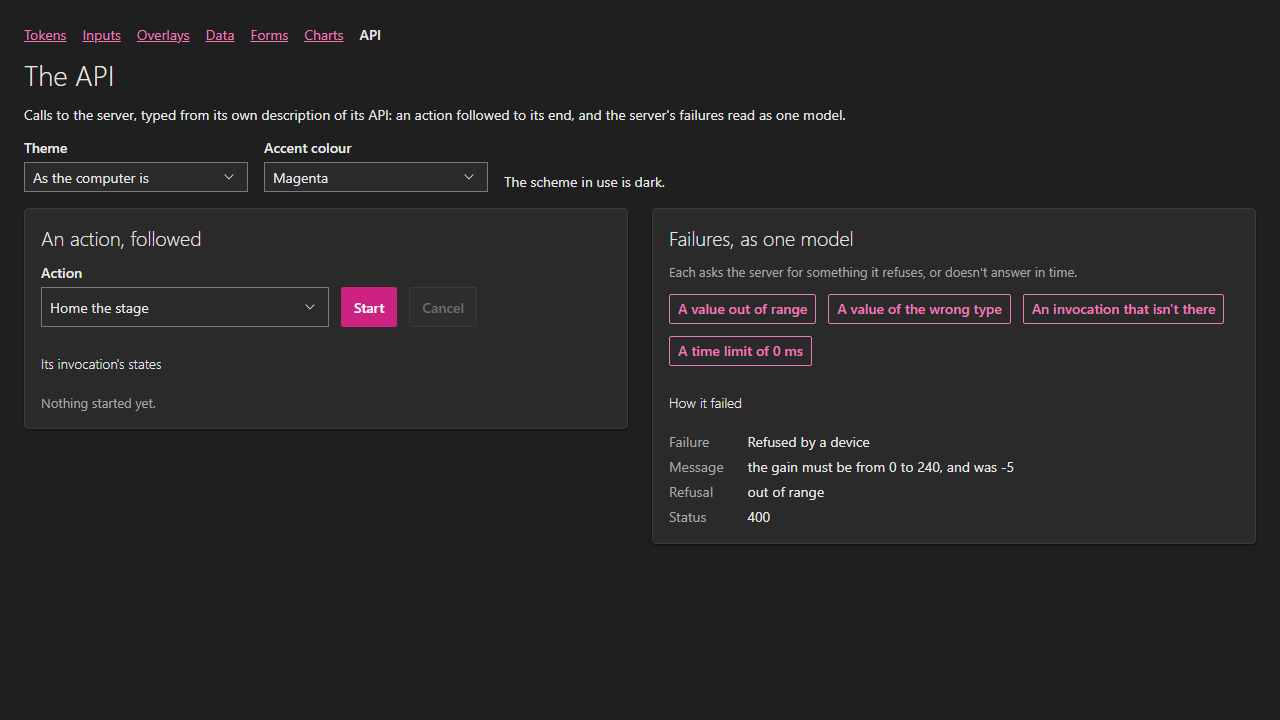 Tokens Inputs Overlays Data Forms Charts API
The API
Calls to the server, typed from its own description of its API: an action followed to its end, and the server's failures read as one model.
Theme
As the computer is
Accent colour
Magenta
The scheme in use is dark.
An action, followed
Action
Home the stage
Start
Cancel
Its invocation's states
Nothing started yet.
Failures, as one model
Each asks the server for something it refuses, or doesn't answer in time.
A value out of range
A value of the wrong type
An invocation that isn't there
A time limit of 0 ms
How it failed
Failure Refused by a device
Message the gain must be from 0 to 240, and was -5
Refusal out of range
Status 400